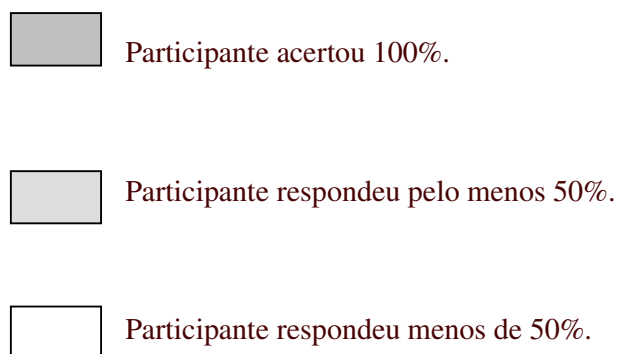 Participante acertou 100%.
Participante respondeu pelo menos 50%.
Participante respondeu menos de 50%.